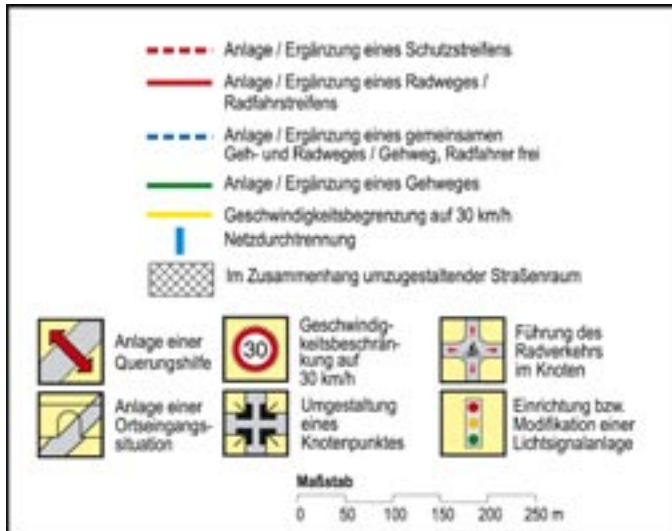 Anlage / Ergänzung eines Schutzstreifens
Anlage / Ergänzung eines Radweges /
Radfahrstreifens
Anlage / Ergänzung eines gemeinsamen
Geh- und Radweges / Gehweg, Radfahrer frei
Anlage / Ergänzung eines Gehweges
Geschwindigkeitsbegrenzung auf 30 km/h
Netzdurchtrennung
Im Zusammenhang umzugestaltender Straßenraum
Anlage einer
Querungshilfe
30
Geschwindig-
keitsbeschrän-
kung auf
30 km/h
Führung des
Radverkehrs
im Knoten
Anlage einer
Ortseingangs-
situation
Umgestaltung
eines
Knotenpunktes
Einrichtung bzw.
Modifikation einer
Lichtsignalanlage
Maßstab
0 50 100 150 200 250 m